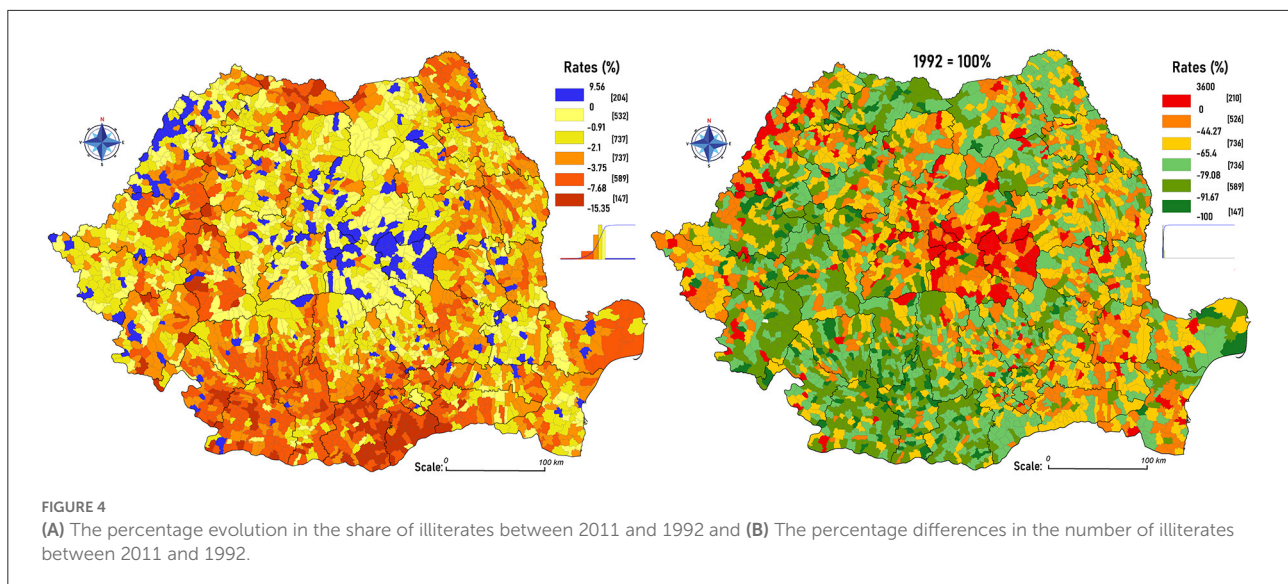 Rates (%)
9.56
[204]
0
[532]
-0.91
[737]
-2.1
[737]
-3.75
[589]
-7.68
[147]
-15.35
N
V E
S
Scale: 0 100 km
1992 = 100%
Rates (%)
3600
[210]
0
[526]
-44.27
[736]
-65.4
[736]
-79.08
[589]
-91.67
[147]
-100
N
V E
S
Scale: 0 100 km
FIGURE 4
(A) The percentage evolution in the share of illiterates between 2011 and 1992 and (B) The percentage differences in the number of illiterates
between 2011 and 1992.